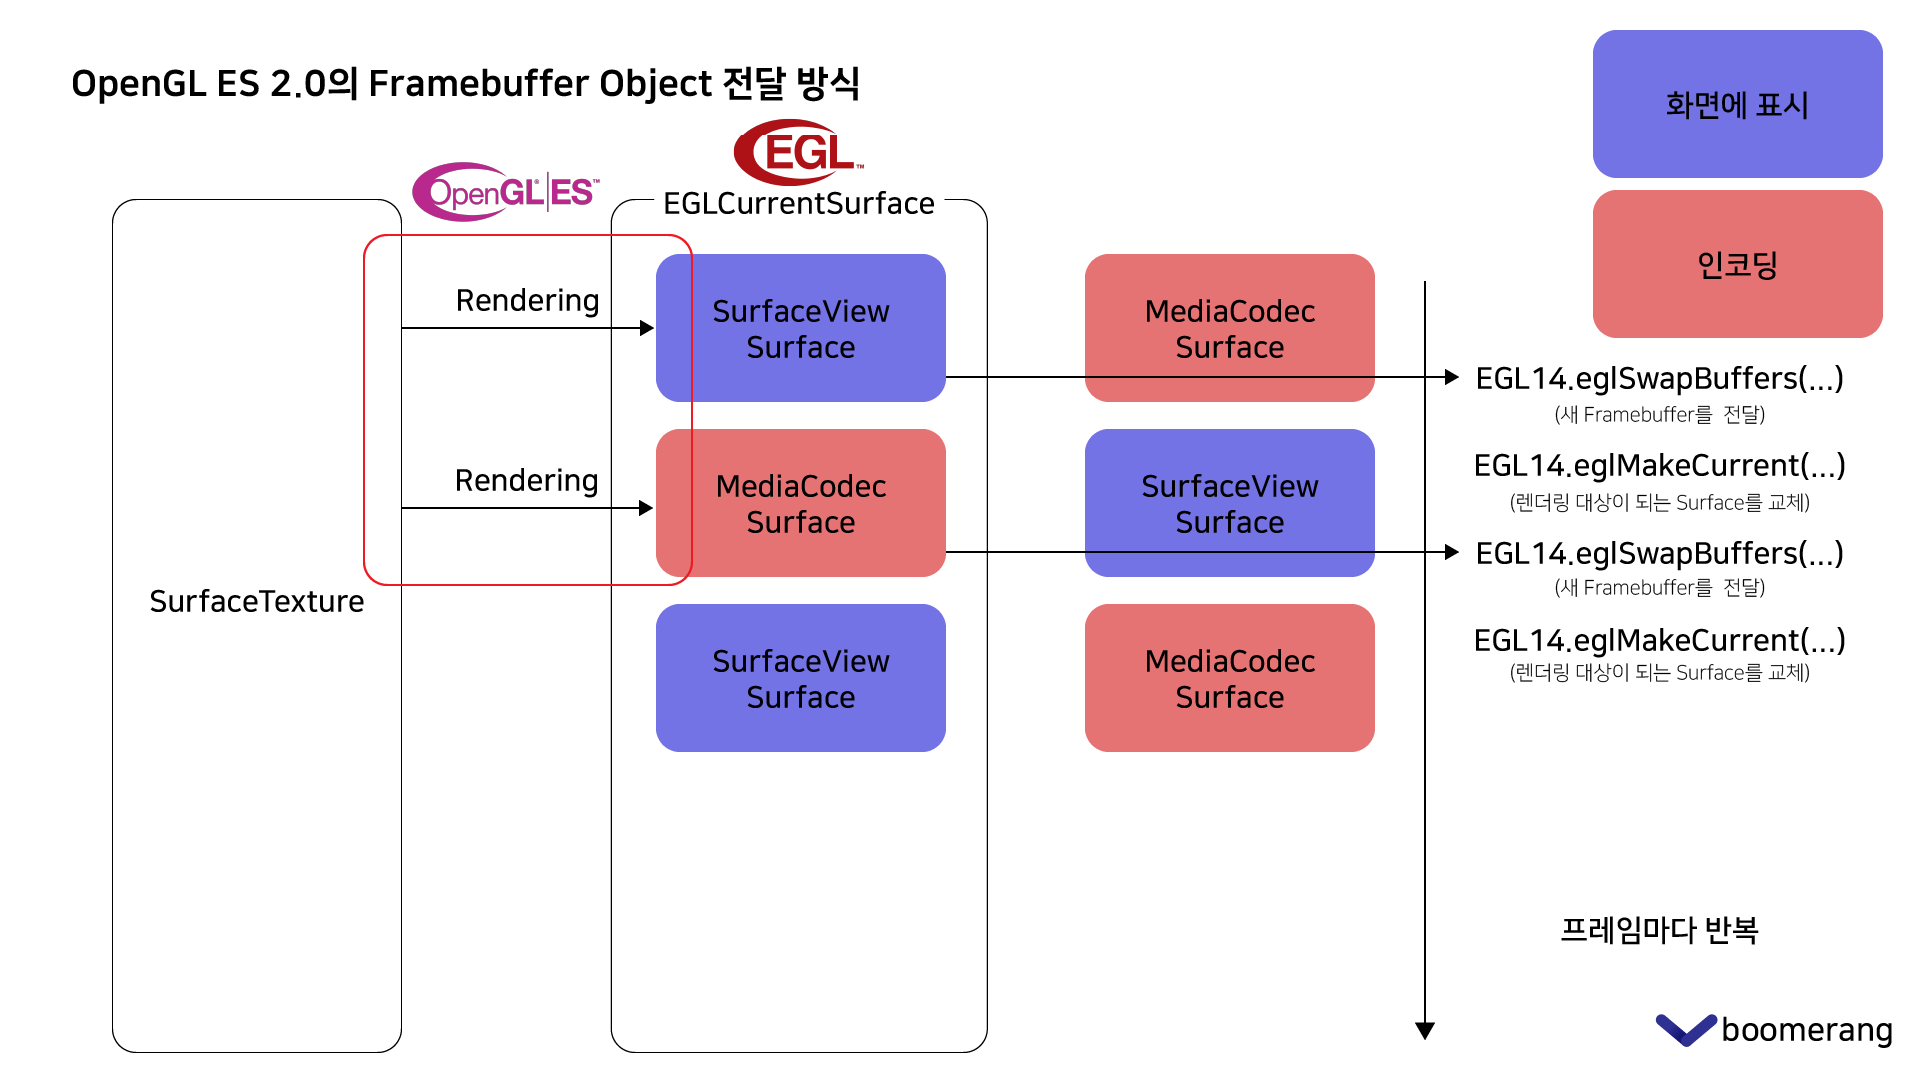 OpenGL ES 2.0의 Framebuffer Object 전달 방식
화면에 표시
인코딩
OpenGL|ES™
EGL™
EGLCurrentSurface
SurfaceTexture
Rendering
SurfaceView
Surface
MediaCodec
Surface
EGL14.eglSwapBuffers(...)
(새 Framebuffer를 전달)
EGL14.eglMakeCurrent(...)
(렌더링 대상이 되는 Surface를 교체)
Rendering
MediaCodec
Surface
SurfaceView
Surface
EGL14.eglSwapBuffers(...)
(새 Framebuffer를 전달)
EGL14.eglMakeCurrent(...)
(렌더링 대상이 되는 Surface를 교체)
SurfaceView
Surface
MediaCodec
Surface
프레임마다 반복
boomerang